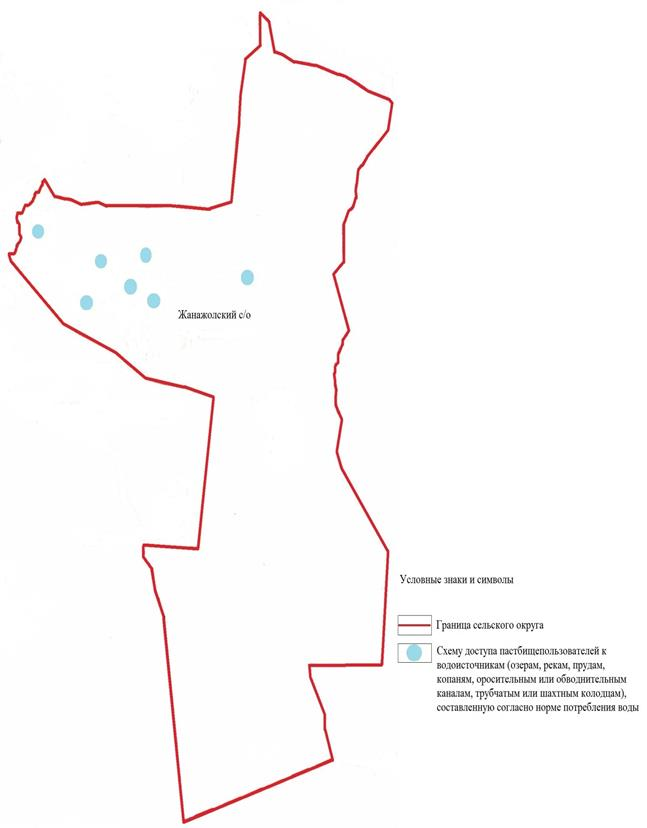 Жанажолский с/о
Условные знаки и символы
Граница сельского округа
Схему доступа пастбищепользователей к
водоисточникам (озерам, рекам, прудам,
копаням, оросительным или обводнительным
каналам, трубчатым или шахтным колодцам),
составленную согласно норме потребления воды